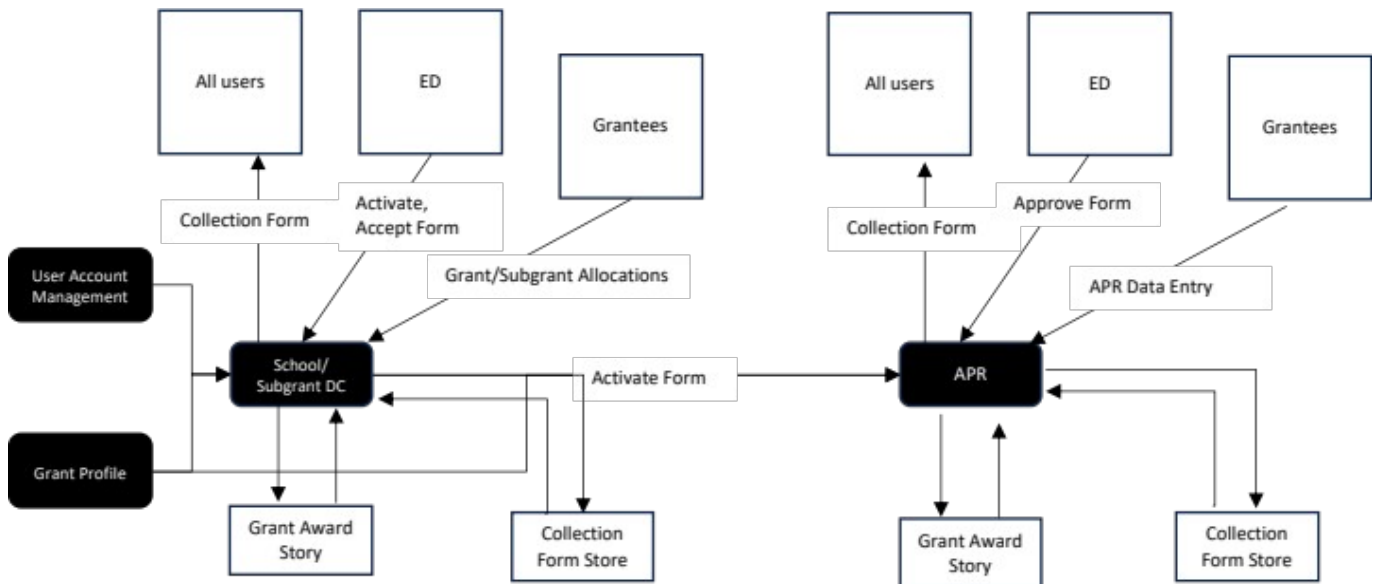 All users
ED
Grantees
All users
ED
Grantees
Collection Form
Activate,
Accept Form
Grant/Subgrant Allocations
Collection Form
Approve Form
APR Data Entry
User Account
Management
School/
Subgrant DC
Activate Form
APR
Grant Profile
Grant Award
Story
Collection
Form Store
Grant Award
Story
Collection
Form Store